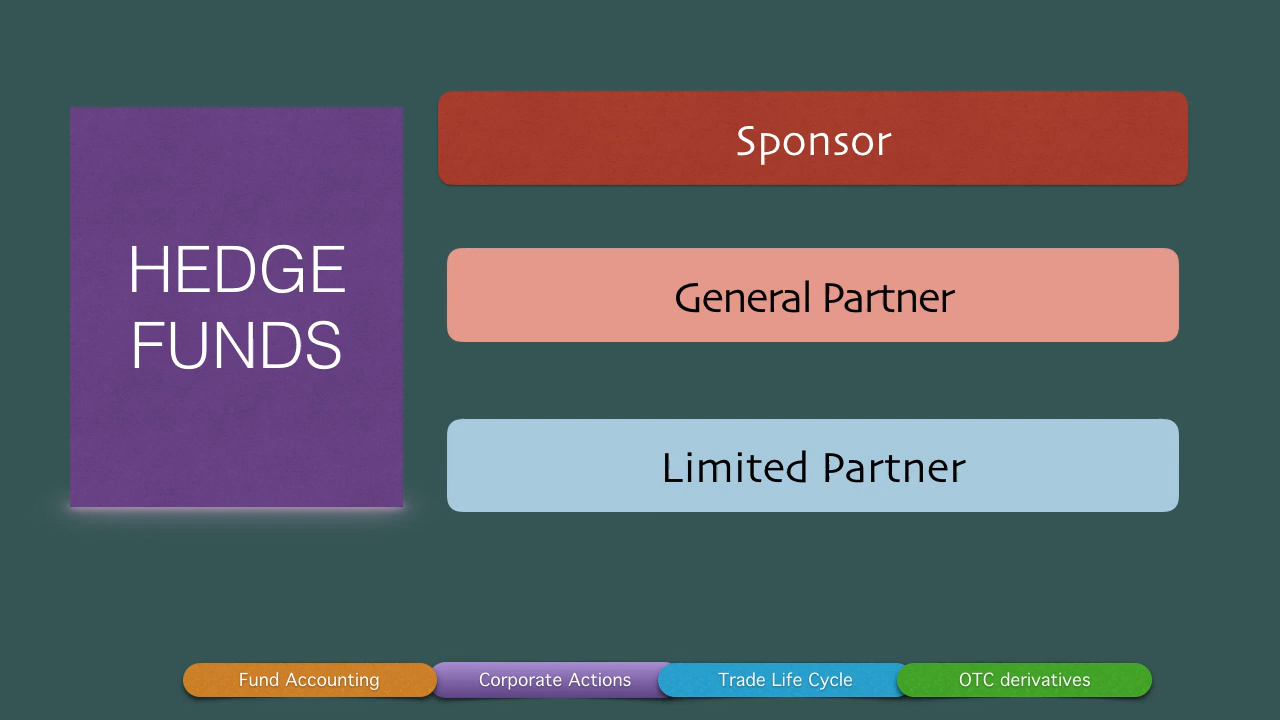 HEDGE
FUNDS
Sponsor
General Partner
Limited Partner
Fund Accounting
Corporate Actions
Trade Life Cycle
OTC derivatives